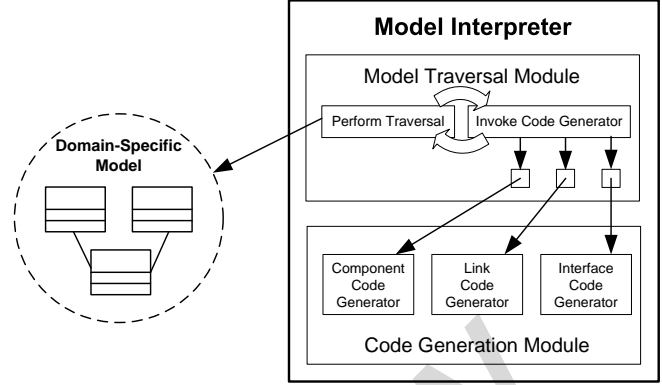 Model Interpreter
Model Traversal Module
Perform Traversal
Invoke Code Generator
Domain-Specific
Model
Component
Code
Generator
Link
Code
Generator
Interface
Code
Generator
Code Generation Module